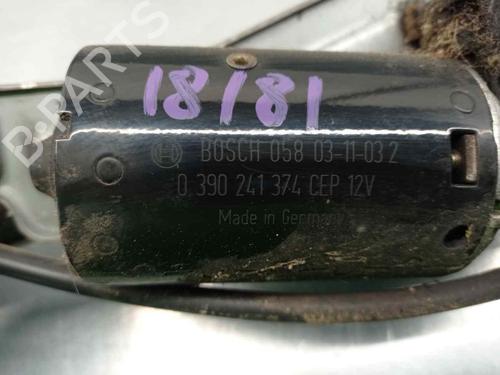 B-PARTS
18181
BOSCH 058 03-11-03 2
0 390 241 374 CEP 12V
Made in Germany